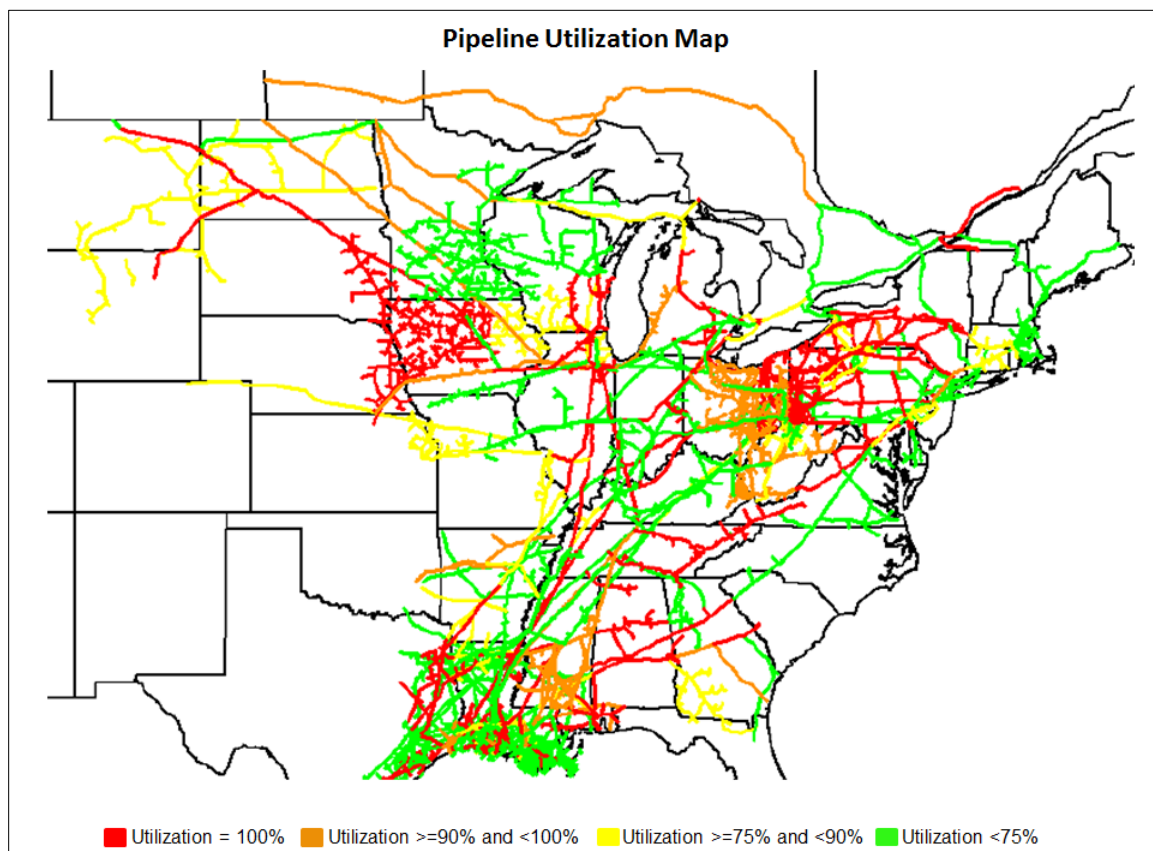 Pipeline Utilization Map
Utilization = 100% Utilization >=90% and <100% Utilization >=75% and <90% Utilization <75%